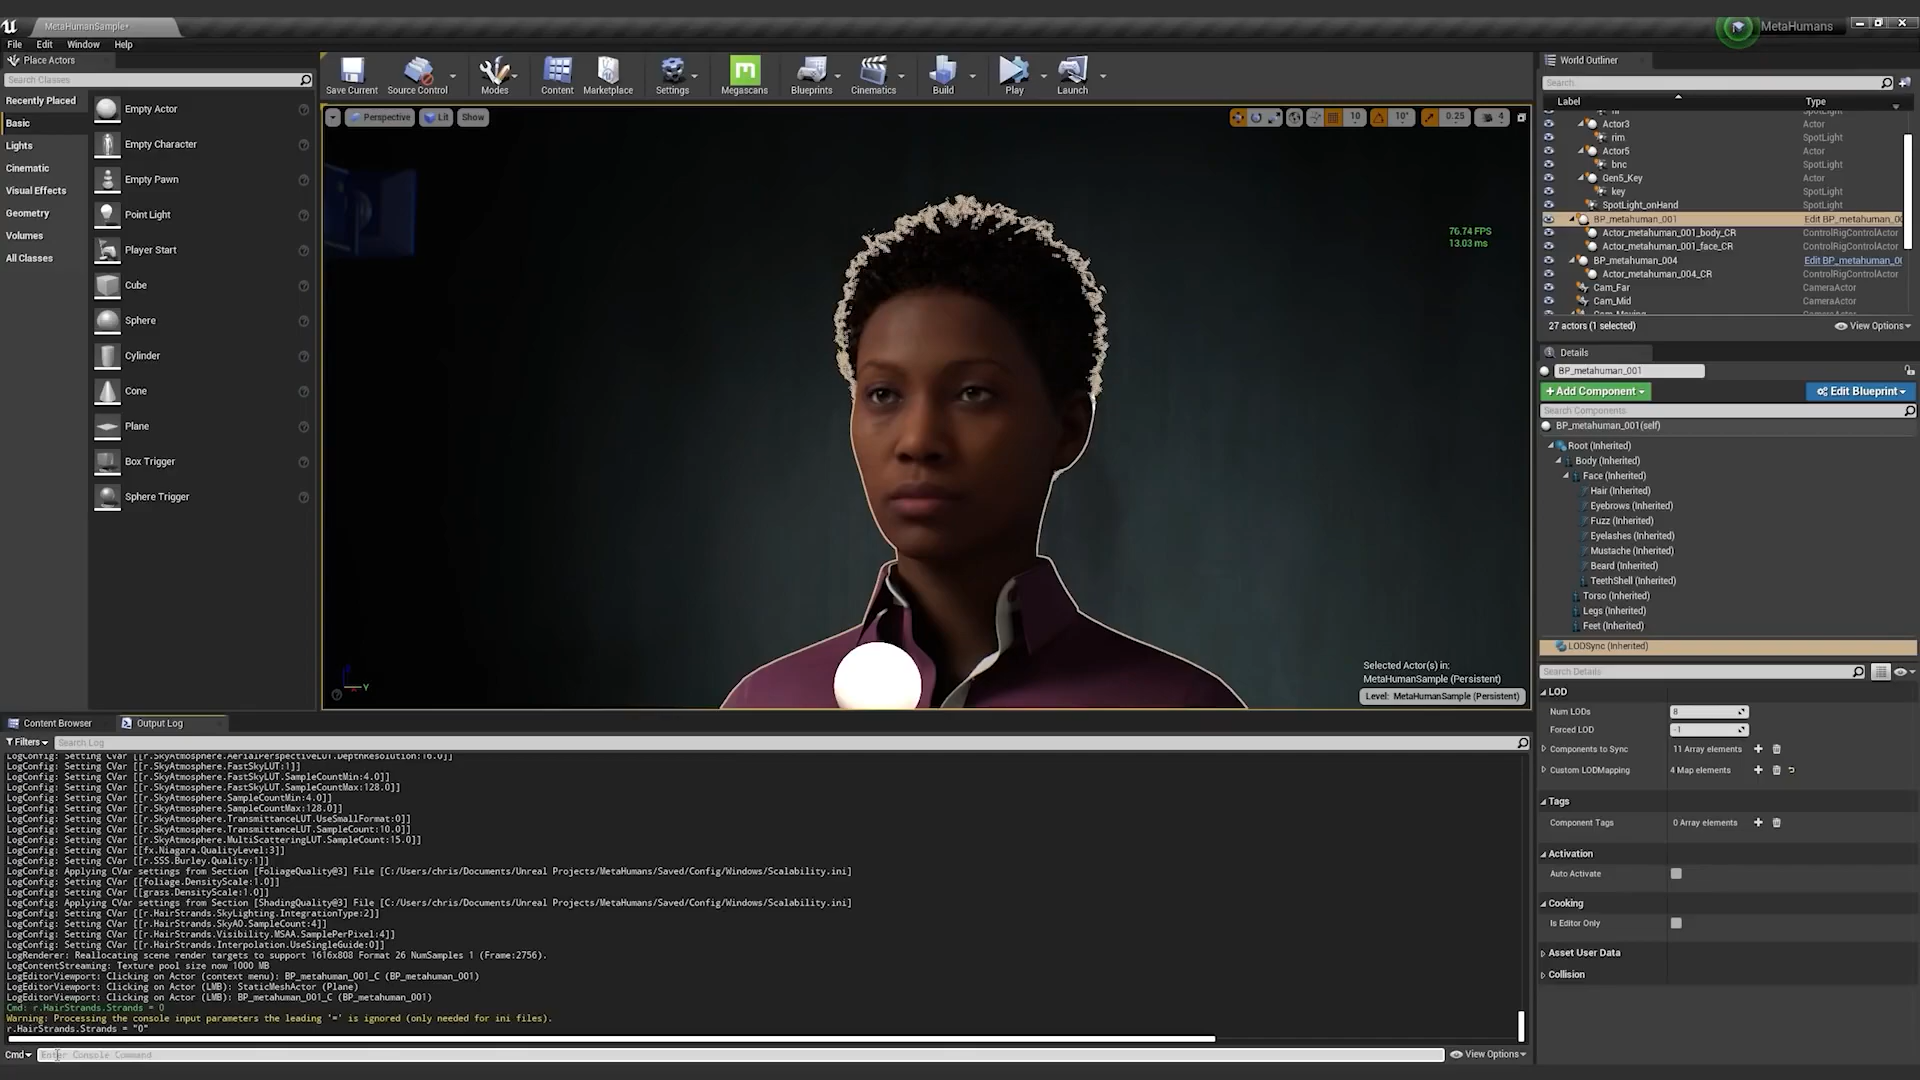 MetaHumanSample*
MetaHumans
File Edit Window Help
Place Actors
Search Classes
Recently Placed
Basic
Lights
Cinematic
Visual Effects
Geometry
Volumes
All Classes
Empty Actor
Empty Character
Empty Pawn
Point Light
Player Start
Cube
Sphere
Cylinder
Cone
Plane
Box Trigger
Sphere Trigger
Save Current Source Control Modes Content Marketplace Settings Megascans Blueprints Cinematics Build Play Launch
Perspective Lit Show
10 10° 0.25 4
76.74 FPS
13.03 ms
Selected Actor(s) in:
MetaHumanSample (Persistent)
Level: MetaHumanSample (Persistent)
World Outliner
Search
Label Type
Actor3 Actor
rim SpotLight
Actor5 Actor
bnc SpotLight
Gen5_Key Actor
key SpotLight
SpotLight_onHand SpotLight
BP_metahuman_001 Edit BP_metahuman_00
Actor_metahuman_001_body_CR ControlRigControlActor
Actor_metahuman_001_face_CR ControlRigControlActor
BP_metahuman_004 Edit BP_metahuman_00
Actor_metahuman_004_CR ControlRigControlActor
Cam_Far CameraActor
Cam_Mid CameraActor
27 actors (1 selected) View Options
Details
BP_metahuman_001
+ Add Component Edit Blueprint
Search Components
BP_metahuman_001(self)
Root (Inherited)
Body (Inherited)
Face (Inherited)
Hair (Inherited)
Eyebrows (Inherited)
Fuzz (Inherited)
Eyelashes (Inherited)
Mustache (Inherited)
Beard (Inherited)
TeethShell (Inherited)
Torso (Inherited)
Legs (Inherited)
Feet (Inherited)
LODSync (Inherited)
Search Details
LOD
Num LODs 8
Forced LOD -1
Components to Sync 11 Array elements
Custom LODMapping 4 Map elements
Tags
Component Tags 0 Array elements
Activation
Auto Activate
Cooking
Is Editor Only
Asset User Data
Collision
Content Browser Output Log
Filters Search Log
LogConfig: Setting CVar [[r.SkyAtmosphere.AerialPerspectiveLUT.DepthResolution:16.0]]
LogConfig: Setting CVar [[r.SkyAtmosphere.FastSkyLUT:1]]
LogConfig: Setting CVar [[r.SkyAtmosphere.FastSkyLUT.SampleCountMin:4.0]]
LogConfig: Setting CVar [[r.SkyAtmosphere.FastSkyLUT.SampleCountMax:128.0]]
LogConfig: Setting CVar [[r.SkyAtmosphere.SampleCountMin:4.0]]
LogConfig: Setting CVar [[r.SkyAtmosphere.SampleCountMax:128.0]]
LogConfig: Setting CVar [[r.SkyAtmosphere.TransmittanceLUT.UseSmallFormat:0]]
LogConfig: Setting CVar [[r.SkyAtmosphere.TransmittanceLUT.SampleCount:10.0]]
LogConfig: Setting CVar [[r.SkyAtmosphere.MultiScatteringLUT.SampleCount:15.0]]
LogConfig: Setting CVar [[fx.Niagara.QualityLevel:3]]
LogConfig: Setting CVar [[r.SSS.Burley.Quality:1]]
LogConfig: Applying CVar settings from Section [FoliageQuality@3] File [C:/Users/chris/Documents/Unreal Projects/MetaHumans/Saved/Config/Windows/Scalability.ini]
LogConfig: Setting CVar [[foliage.DensityScale:1.0]]
LogConfig: Setting CVar [[grass.DensityScale:1.0]]
LogConfig: Applying CVar settings from Section [ShadingQuality@3] File [C:/Users/chris/Documents/Unreal Projects/MetaHumans/Saved/Config/Windows/Scalability.ini]
LogConfig: Setting CVar [[r.HairStrands.SkyLighting.IntegrationType:2]]
LogConfig: Setting CVar [[r.HairStrands.SkyAO.SampleCount:4]]
LogConfig: Setting CVar [[r.HairStrands.Visibility.MSAA.SamplePerPixel:4]]
LogConfig: Setting CVar [[r.HairStrands.Interpolation.UseSingleGuide:0]]
LogRenderer: Reallocating scene render targets to support 1616x808 Format 26 NumSamples 1 (Frame:2756).
LogContentStreaming: Texture pool size now 1000 MB
LogEditorViewport: Clicking on Actor (context menu): BP_metahuman_001_C (BP_metahuman_001)
LogEditorViewport: Clicking on Actor (LMB): StaticMeshActor (Plane)
LogEditorViewport: Clicking on Actor (LMB): BP_metahuman_001_C (BP_metahuman_001)
Cmd: r.HairStrands.Strands = 0
Warning: Processing the console input parameters the leading '=' is ignored (only needed for ini files).
r.HairStrands.Strands = "0"
Cmd Enter Console Command View Options